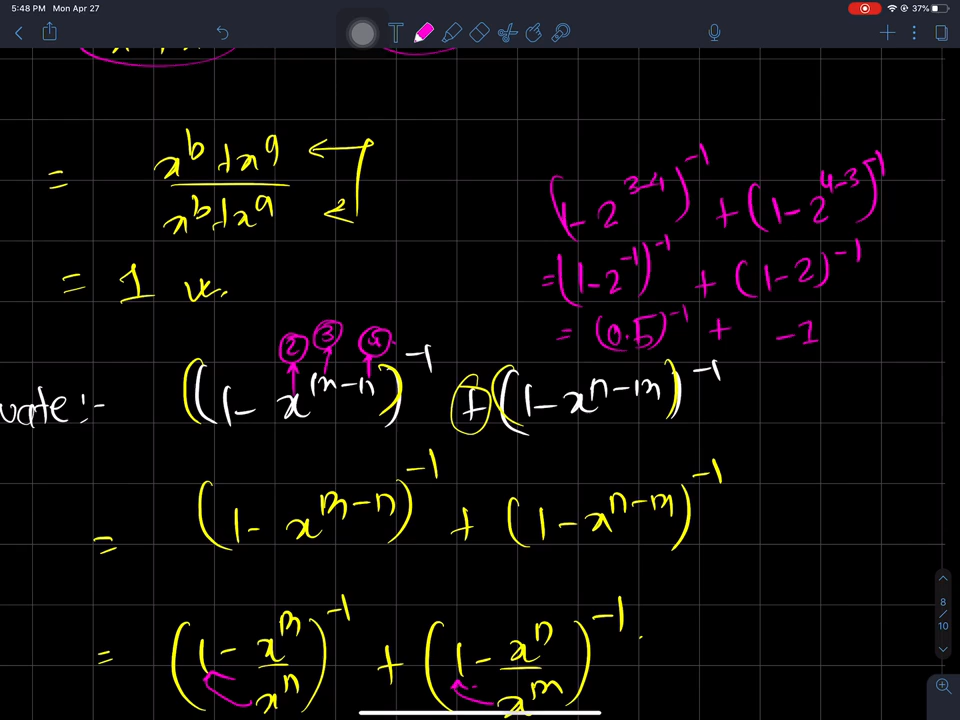 5:48 PM Mon Apr 27
37%
= (x^b + x^a) / (x^b + x^a)
= 1
(1 - 2^(3-4))^-1 + (1 - 2^(4-3))^-1
= (1 - 2^-1)^-1 + (1 - 2)^-1
= (0.5)^-1 + -1
2 3 4
uate:- ((1 - x^(m-n))^-1 + ((1 - x^(n-m))^-1
= (1 - x^(m-n))^-1 + (1 - x^(n-m))^-1
= (1 - x^m / x^n)^-1 + (1 - x^n / x^m)^-1
8 / 10